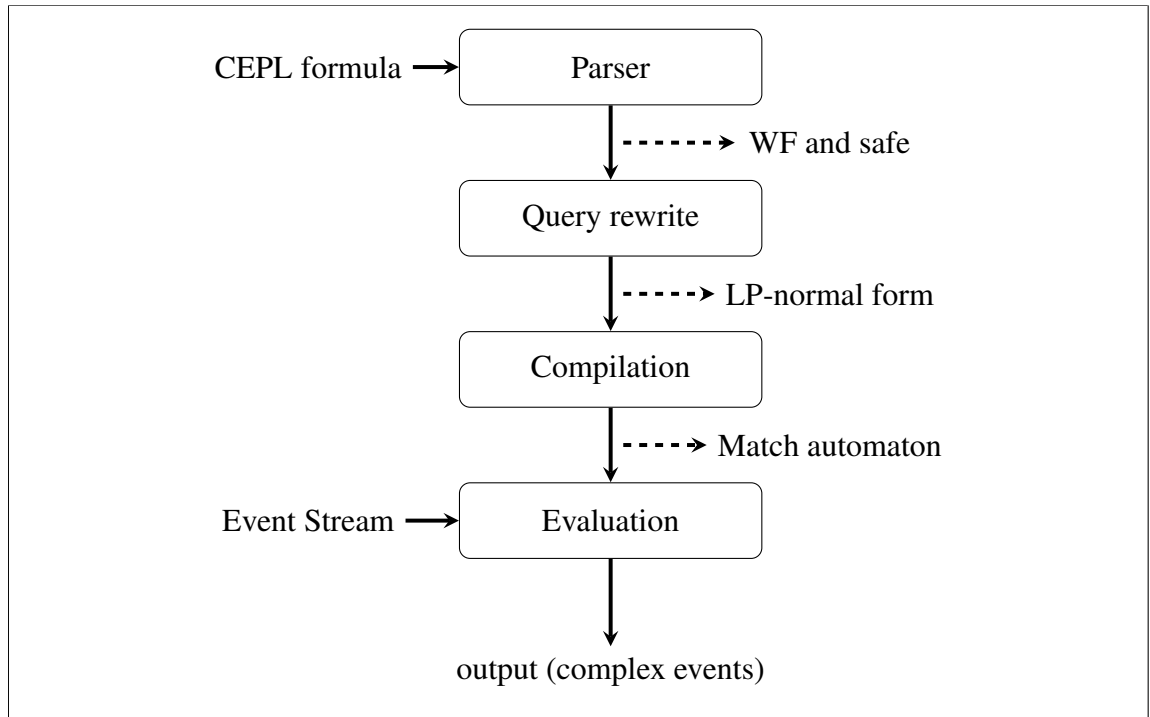 CEPL formula
Parser
WF and safe
Query rewrite
LP-normal form
Compilation
Match automaton
Event Stream
Evaluation
output (complex events)